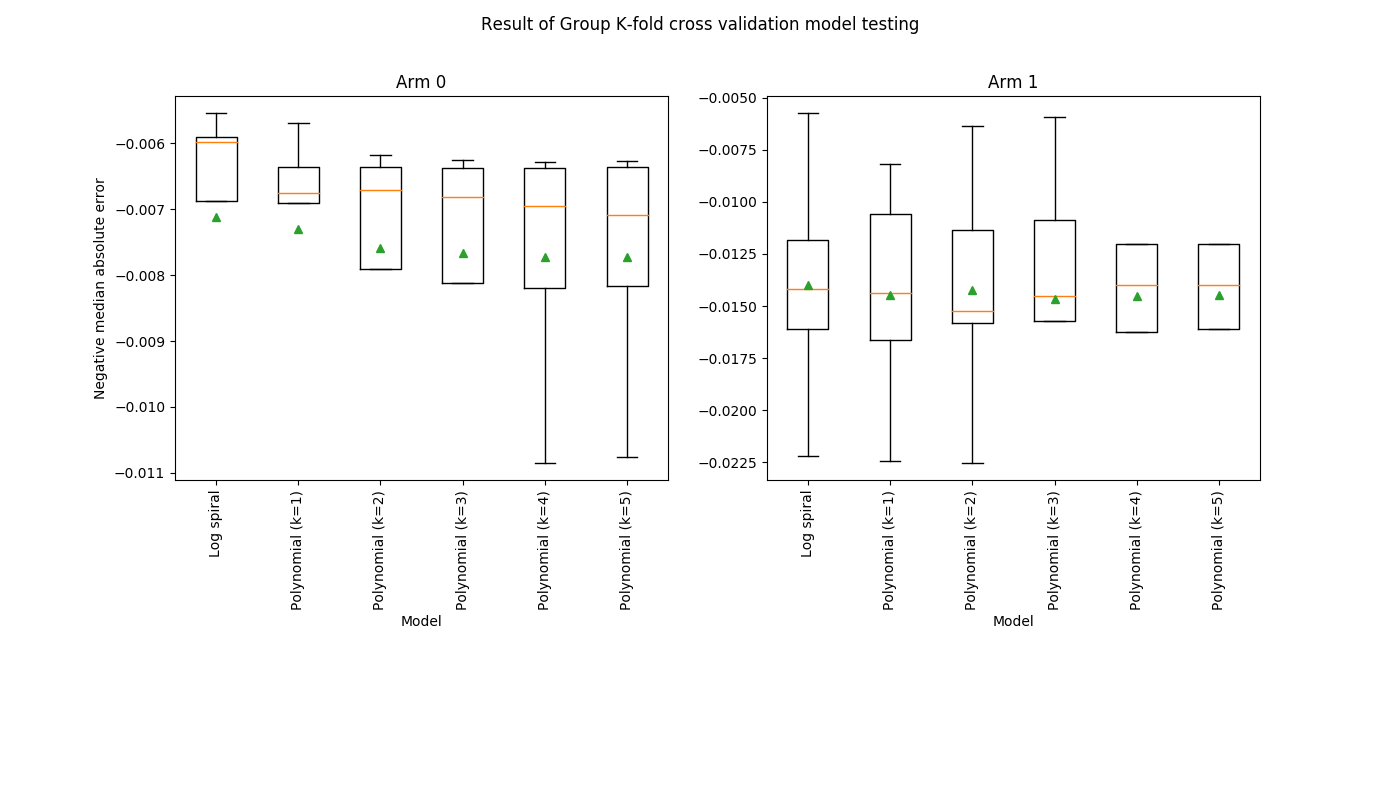 Result of Group K-fold cross validation model testing
Arm 0
Negative median absolute error
−0.006
−0.007
−0.008
−0.009
−0.010
−0.011
Log spiral
Polynomial (k=1)
Polynomial (k=2)
Polynomial (k=3)
Polynomial (k=4)
Polynomial (k=5)
Model
Arm 1
−0.0050
−0.0075
−0.0100
−0.0125
−0.0150
−0.0175
−0.0200
−0.0225
Log spiral
Polynomial (k=1)
Polynomial (k=2)
Polynomial (k=3)
Polynomial (k=4)
Polynomial (k=5)
Model